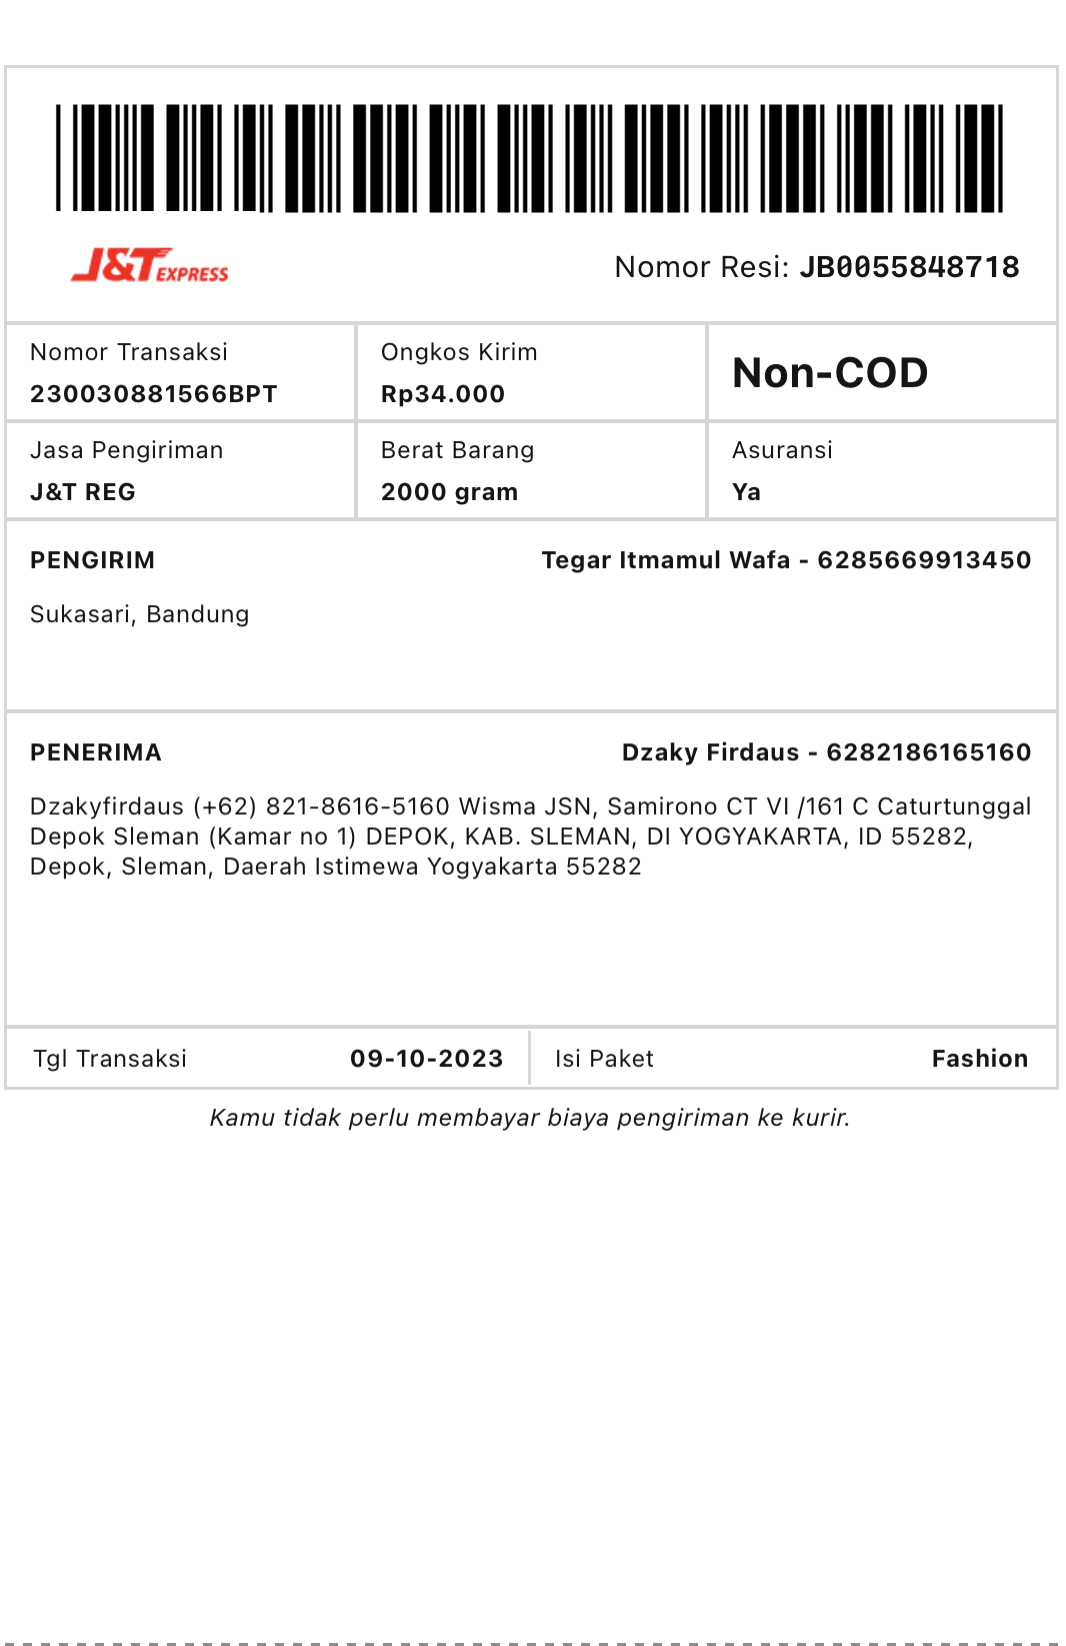 J&T EXPRESS
Nomor Resi: JB0055848718
Nomor Transaksi
230030881566BPT
Ongkos Kirim
Rp34.000
Non-COD
Jasa Pengiriman
J&T REG
Berat Barang
2000 gram
Asuransi
Ya
PENGIRIM
Tegar Itmamul Wafa - 6285669913450
Sukasari, Bandung
PENERIMA
Dzaky Firdaus - 6282186165160
Dzakyfirdaus (+62) 821-8616-5160 Wisma JSN, Samirono CT VI /161 C Caturtunggal
Depok Sleman (Kamar no 1) DEPOK, KAB. SLEMAN, DI YOGYAKARTA, ID 55282,
Depok, Sleman, Daerah Istimewa Yogyakarta 55282
Tgl Transaksi 09-10-2023
Isi Paket Fashion
Kamu tidak perlu membayar biaya pengiriman ke kurir.